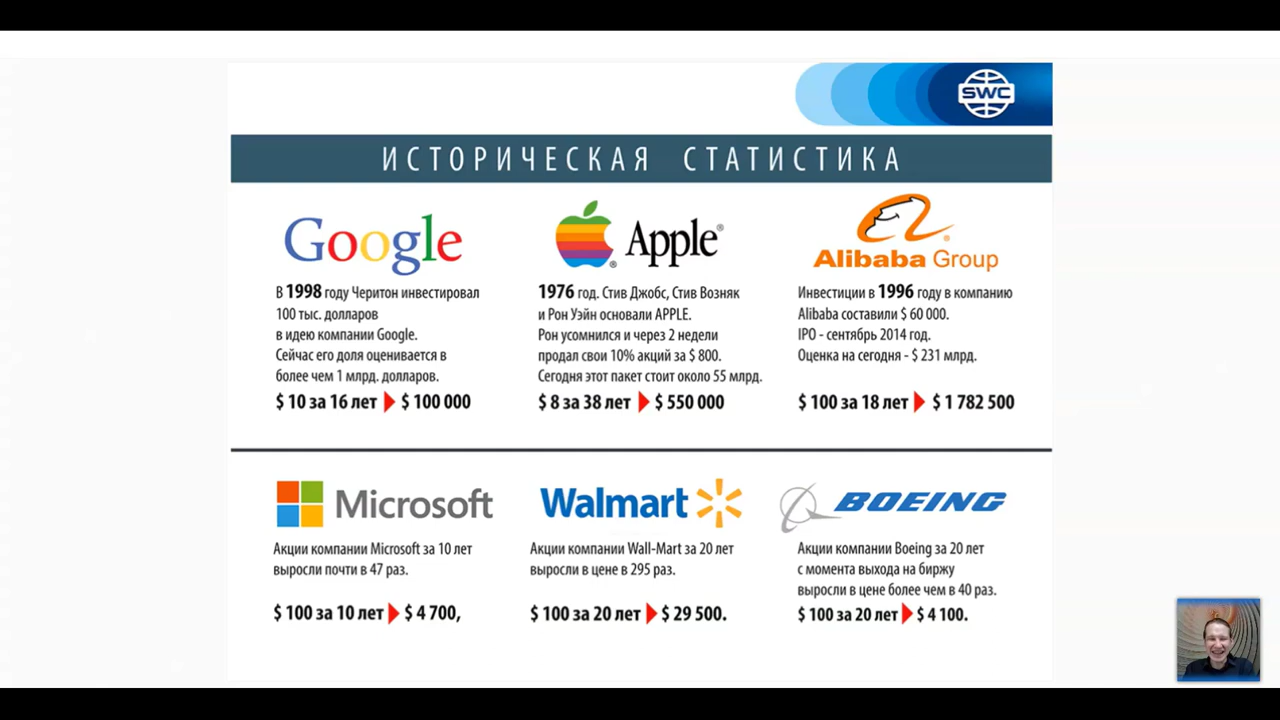 SWC
ИСТОРИЧЕСКАЯ СТАТИСТИКА
Google
В 1998 году Черитон инвестировал
100 тыс. долларов
в идею компании Google.
Сейчас его доля оценивается в
более чем 1 млрд. долларов.
$ 10 за 16 лет $ 100 000
Apple®
1976 год. Стив Джобс, Стив Возняк
и Рон Уэйн основали APPLE.
Рон усомнился и через 2 недели
продал свои 10% акций за $ 800.
Сегодня этот пакет стоит около 55 млрд.
$ 8 за 38 лет $ 550 000
Alibaba Group
Инвестиции в 1996 году в компанию
Alibaba составили $ 60 000.
IPO - сентябрь 2014 год.
Оценка на сегодня - $ 231 млрд.
$ 100 за 18 лет $ 1 782 500
Microsoft
Акции компании Microsoft за 10 лет
выросли почти в 47 раз.
$ 100 за 10 лет $ 4 700,
Walmart
Акции компании Wall-Mart за 20 лет
выросли в цене в 295 раз.
$ 100 за 20 лет $ 29 500.
BOEING
Акции компании Boeing за 20 лет
с момента выхода на биржу
выросли в цене более чем в 40 раз.
$ 100 за 20 лет $ 4 100.